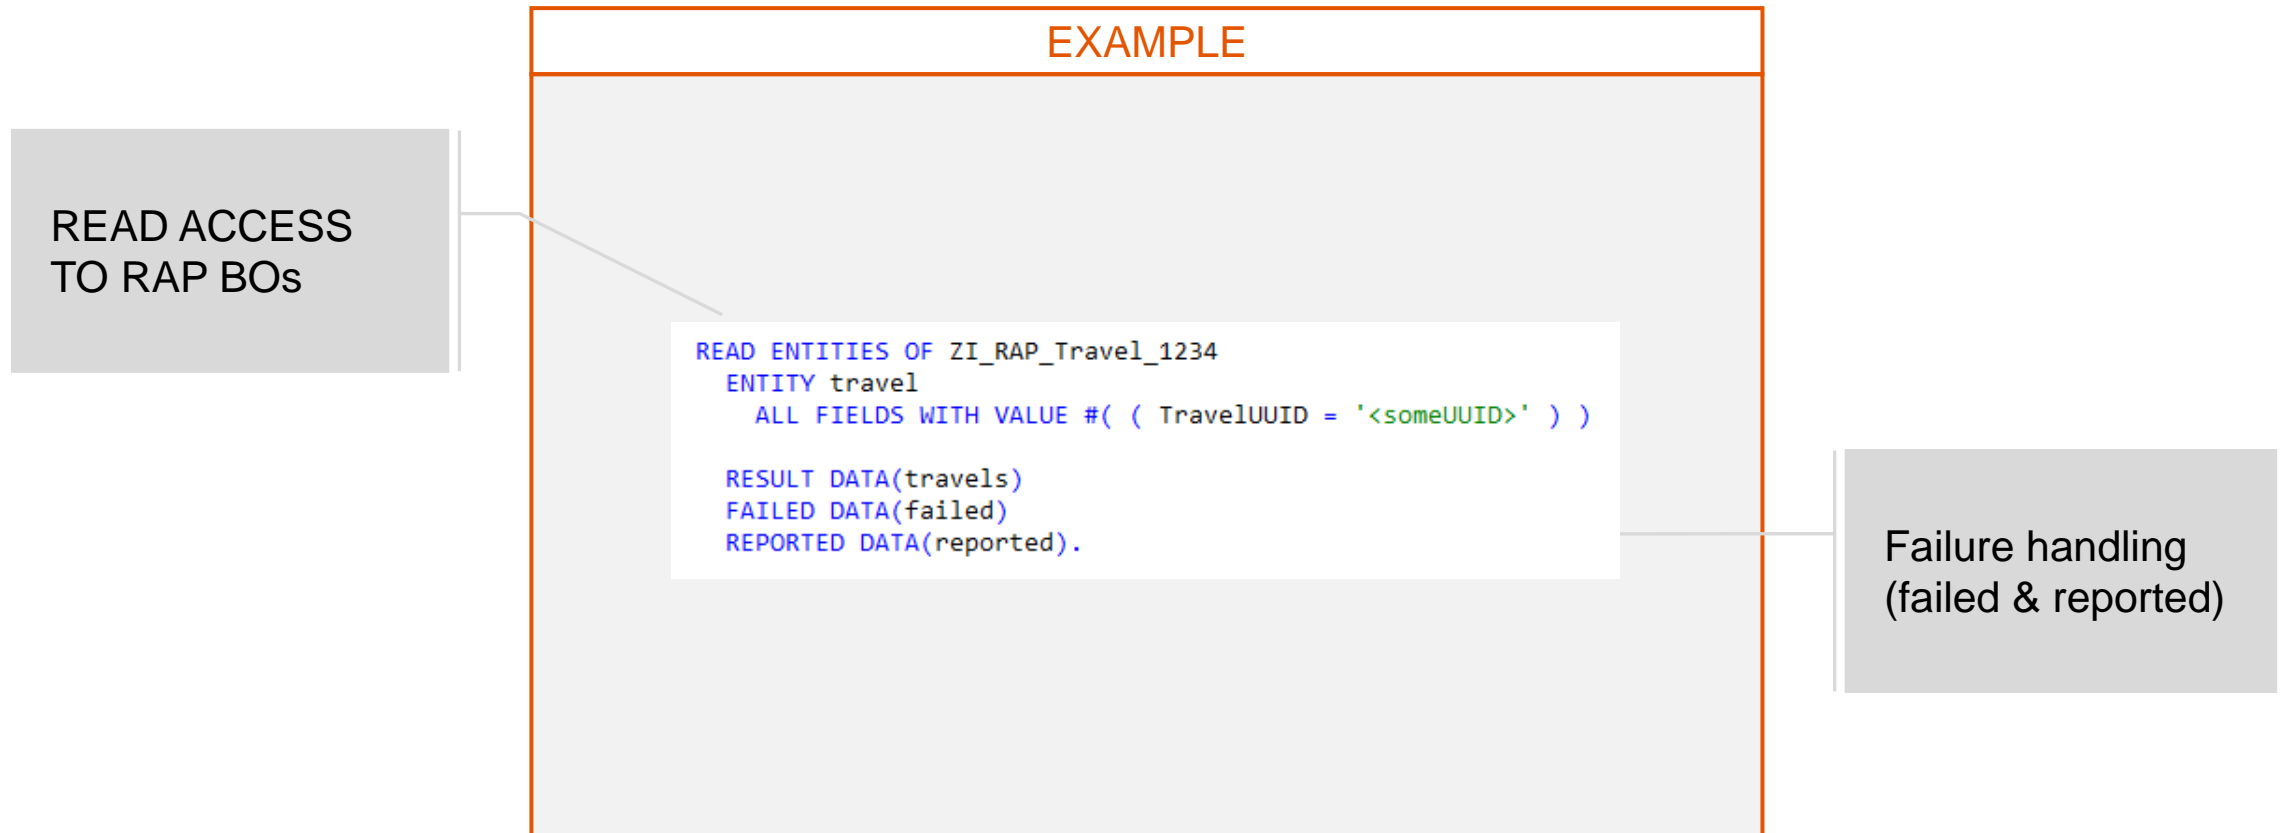 EXAMPLE
READ ACCESS
TO RAP BOs
READ ENTITIES OF ZI_RAP_Travel_1234
ENTITY travel
ALL FIELDS WITH VALUE #( ( TravelUUID = '<someUUID>' ) )
RESULT DATA(travels)
FAILED DATA(failed)
REPORTED DATA(reported).
Failure handling
(failed & reported)